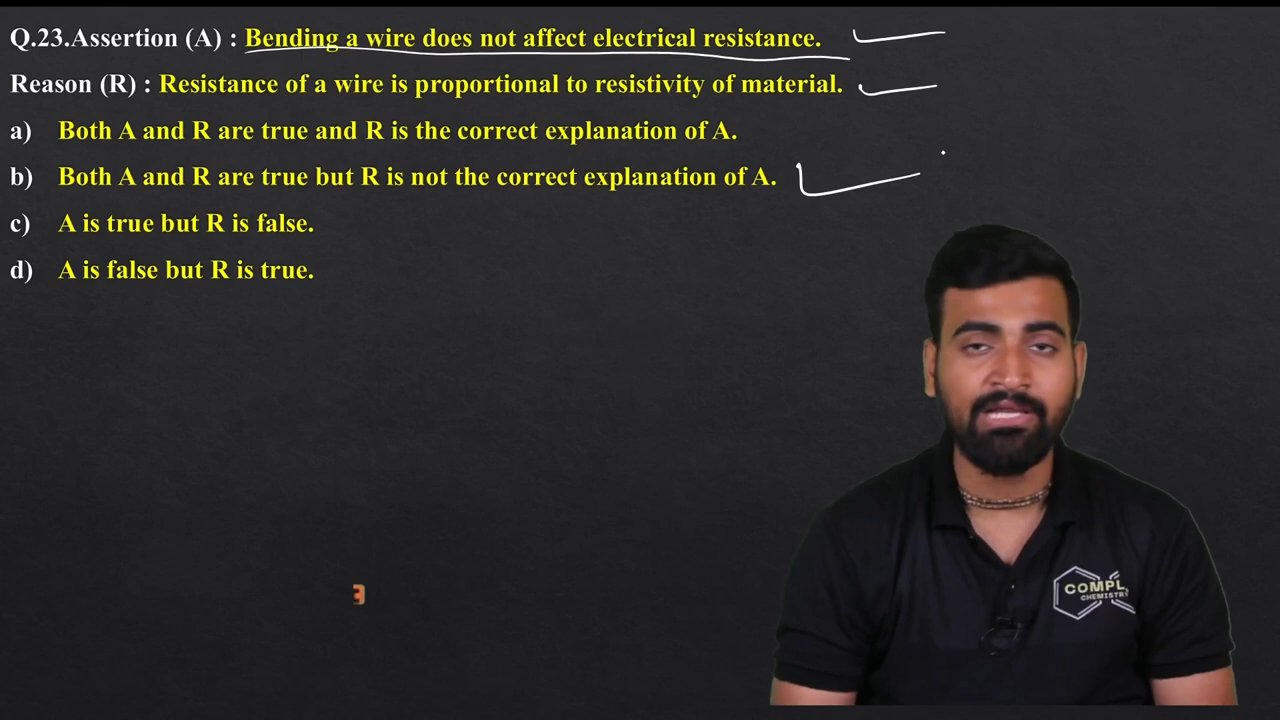 Q.23.Assertion (A) : Bending a wire does not affect electrical resistance.
Reason (R) : Resistance of a wire is proportional to resistivity of material.
a) Both A and R are true and R is the correct explanation of A.
b) Both A and R are true but R is not the correct explanation of A.
c) A is true but R is false.
d) A is false but R is true.
COMPL
CHEMISTRY